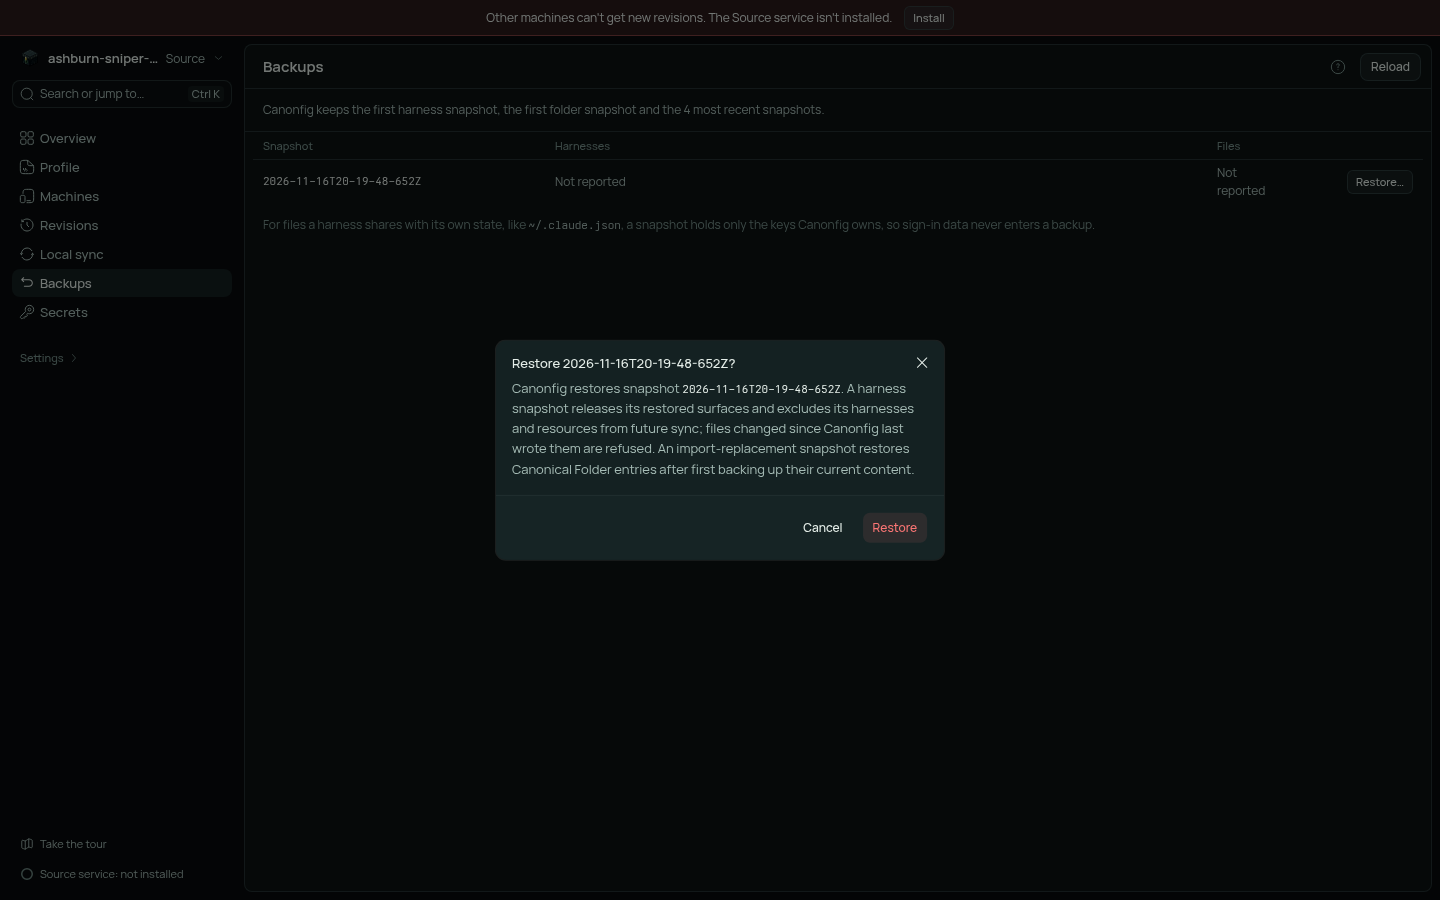 Other machines can't get new revisions. The Source service isn't installed. Install
ashburn-sniper-... Source
Search or jump to... Ctrl K
Overview
Profile
Machines
Revisions
Local sync
Backups
Secrets
Settings
Take the tour
Source service: not installed
Backups ? Reload
Canonfig keeps the first harness snapshot, the first folder snapshot and the 4 most recent snapshots.
Snapshot Harnesses Files
2026-11-16T20-19-48-652Z Not reported Not reported Restore...
For files a harness shares with its own state, like ~/.claude.json, a snapshot holds only the keys Canonfig owns, so sign-in data never enters a backup.
Restore 2026-11-16T20-19-48-652Z?
Canonfig restores snapshot 2026-11-16T20-19-48-652Z. A harness
snapshot releases its restored surfaces and excludes its harnesses
and resources from future sync; files changed since Canonfig last
wrote them are refused. An import-replacement snapshot restores
Canonical Folder entries after first backing up their current content.
Cancel Restore